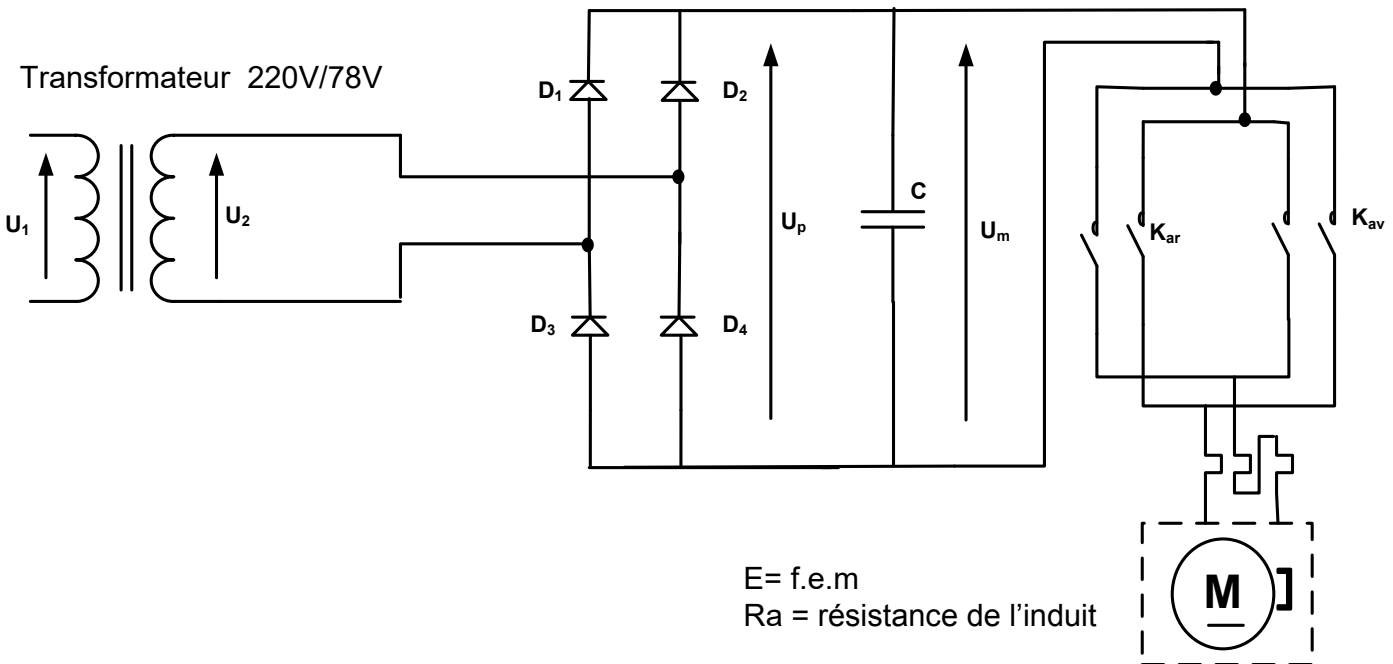 Transformateur 220V/78V
D₁
D₂
U₁
U₂
C
Uₚ
Uₘ
Kₐᵣ
Kₐᵥ
D₃
D₄
E= f.e.m
Ra = résistance de l’induit
M